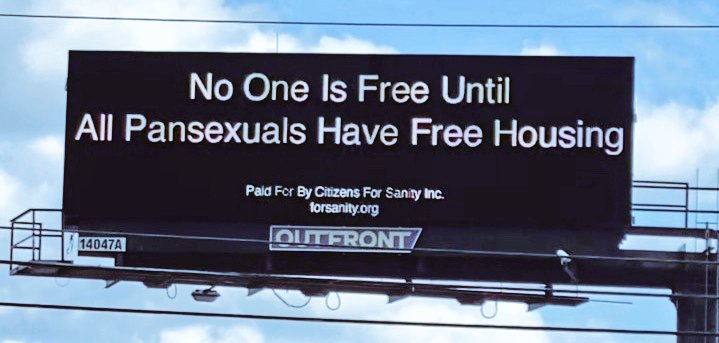 No One Is Free Until
All Pansexuals Have Free Housing
Paid For By Citizens For Sanity Inc.
forsanity.org
OUTFRONT/
14047A